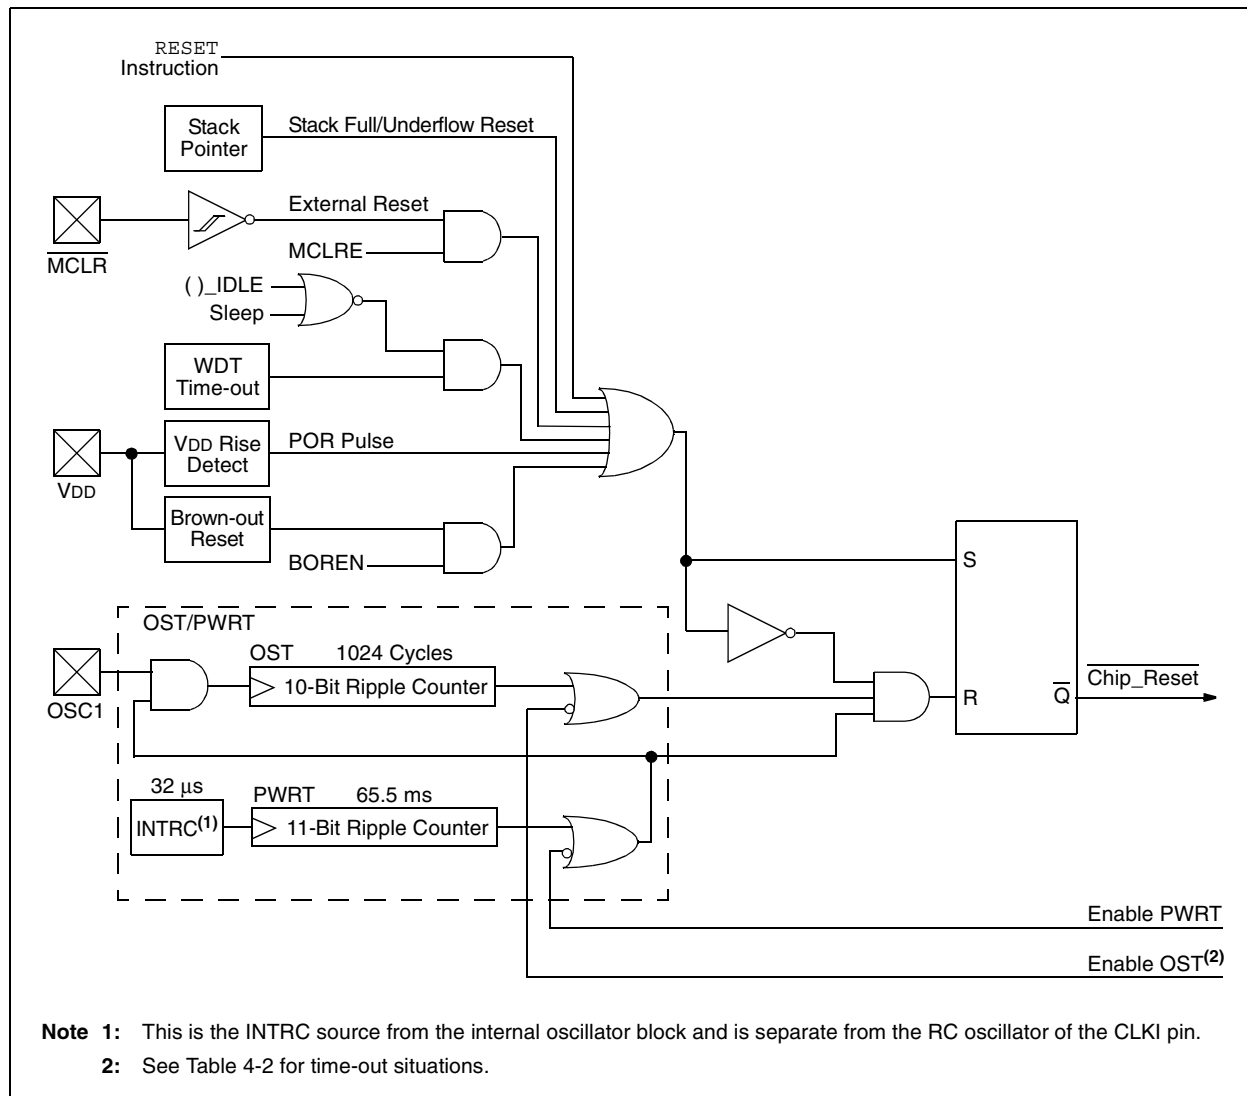 RESET
Instruction
Stack
Pointer
Stack Full/Underflow Reset
External Reset
MCLR
MCLRE
( )_IDLE
Sleep
WDT
Time-out
VDD Rise
Detect
POR Pulse
VDD
Brown-out
Reset
BOREN
S
OST/PWRT
OST 1024 Cycles
10-Bit Ripple Counter
OSC1
R
Q
Chip_Reset
32 μs
INTRC(1)
PWRT 65.5 ms
11-Bit Ripple Counter
Enable PWRT
Enable OST(2)
Note 1: This is the INTRC source from the internal oscillator block and is separate from the RC oscillator of the CLKI pin.
2: See Table 4-2 for time-out situations.